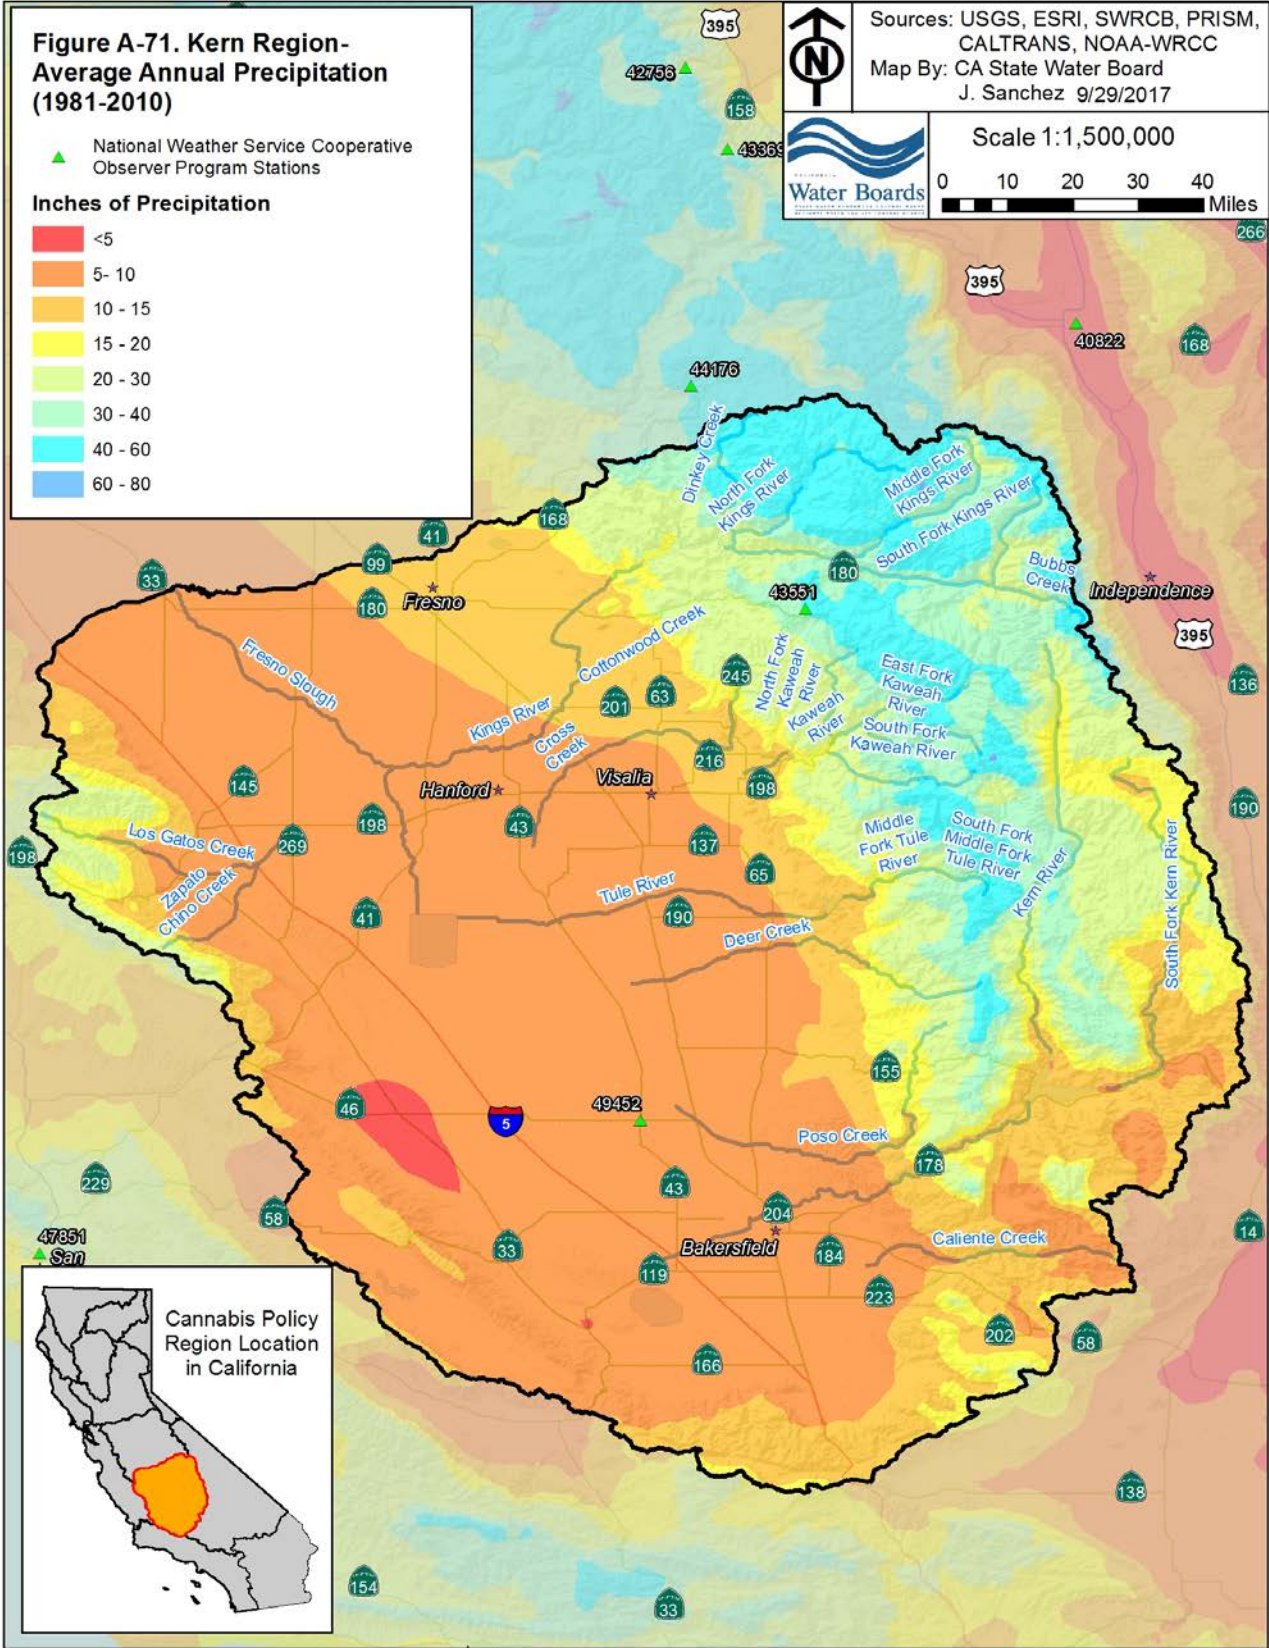 Figure A-71. Kern Region-
Average Annual Precipitation
(1981-2010)
National Weather Service Cooperative
Observer Program Stations
Inches of Precipitation
<5
5- 10
10 - 15
15 - 20
20 - 30
30 - 40
40 - 60
60 - 80
N
Sources: USGS, ESRI, SWRCB, PRISM,
CALTRANS, NOAA-WRCC
Map By: CA State Water Board
J. Sanchez 9/29/2017
CALIFORNIA
Water Boards
Scale 1:1,500,000
0 10 20 30 40
Miles
395
42756
158
43369
266
395
40822
168
44176
Dinkey Creek
North Fork
Kings River
Middle Fork
Kings River
South Fork Kings River
168
41
99
33
180
Fresno
180
Bubbs
Creek
Independence
43551
395
Fresno Slough
Cottonwood Creek
Kings River
Cross
Creek
201
63
245
North Fork
Kaweah
River
Kaweah
River
East Fork
Kaweah
River
South Fork
Kaweah River
136
216
145
Hanford
Visalia
198
190
198
43
137
Los Gatos Creek
269
198
Zapato
Chino Creek
65
Middle
Fork Tule
River
South Fork
Middle Fork
Tule River
Kern River
South Fork Kern River
41
Tule River
190
Deer Creek
155
46
5
49452
Poso Creek
178
229
43
58
204
47851
San
33
Bakersfield
184
Caliente Creek
14
119
223
202
58
166
Cannabis Policy
Region Location
in California
138
154
33